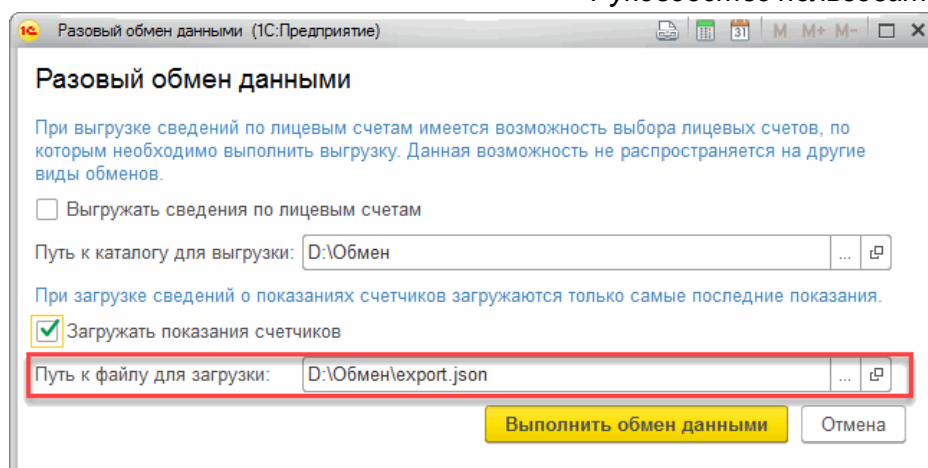 Разовый обмен данными (1С:Предприятие)
31 M M+ M-
Разовый обмен данными
При выгрузке сведений по лицевым счетам имеется возможность выбора лицевых счетов, по
которым необходимо выполнить выгрузку. Данная возможность не распространяется на другие
виды обменов.
Выгружать сведения по лицевым счетам
Путь к каталогу для выгрузки: D:\Обмен ...
При загрузке сведений о показаниях счетчиков загружаются только самые последние показания.
Загружать показания счетчиков
Путь к файлу для загрузки: D:\Обмен\export.json ...
Выполнить обмен данными Отмена